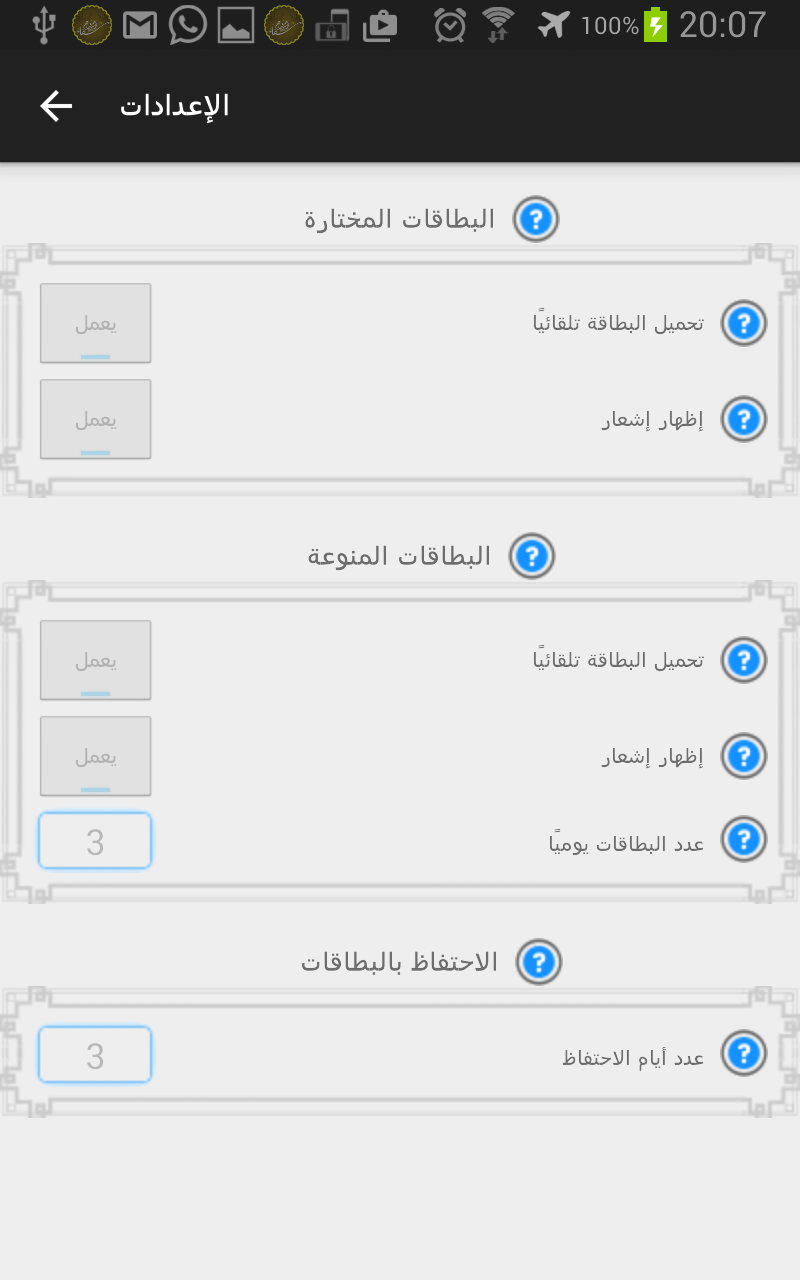 100% 20:07
الإعدادات
البطاقات المختارة
تحميل البطاقة تلقائيًا يعمل
إظهار إشعار يعمل
البطاقات المنوعة
تحميل البطاقة تلقائيًا يعمل
إظهار إشعار يعمل
عدد البطاقات يوميًا 3
الاحتفاظ بالبطاقات
عدد أيام الاحتفاظ 3